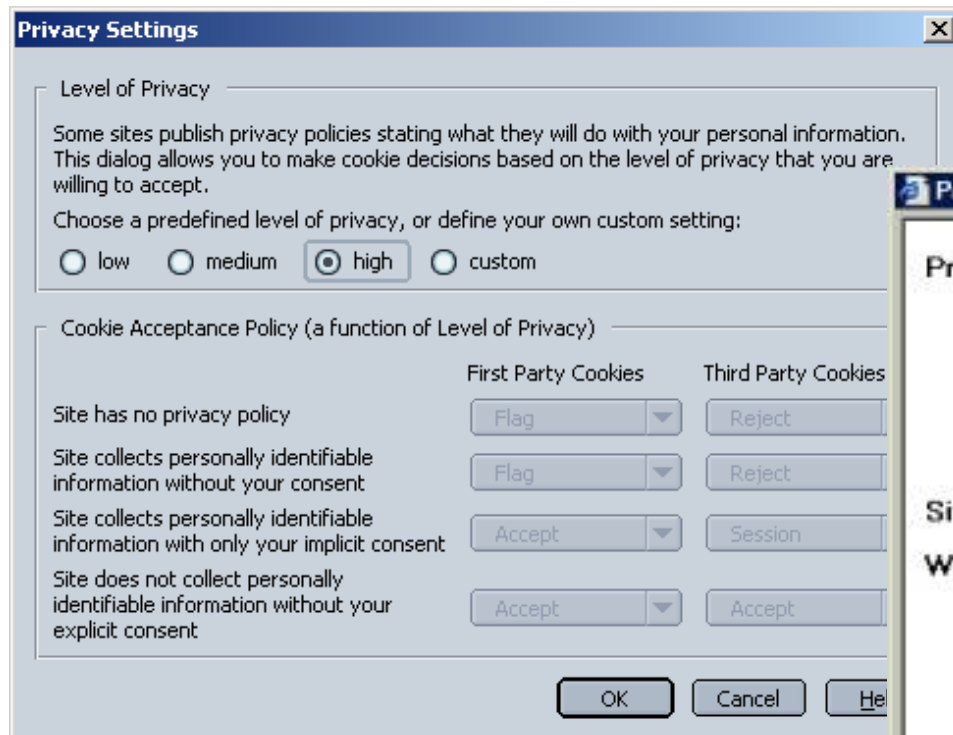 Privacy Settings
Level of Privacy
Some sites publish privacy policies stating what they will do with your personal information.
This dialog allows you to make cookie decisions based on the level of privacy that you are
willing to accept.
Choose a predefined level of privacy, or define your own custom setting:
low medium high custom
Cookie Acceptance Policy (a function of Level of Privacy)
First Party Cookies Third Party Cookies
Site has no privacy policy Flag Reject
Site collects personally identifiable
information without your consent Flag Reject
Site collects personally identifiable
information with only your implicit consent Accept Session
Site does not collect personally
identifiable information without your
explicit consent Accept Accept
OK Cancel